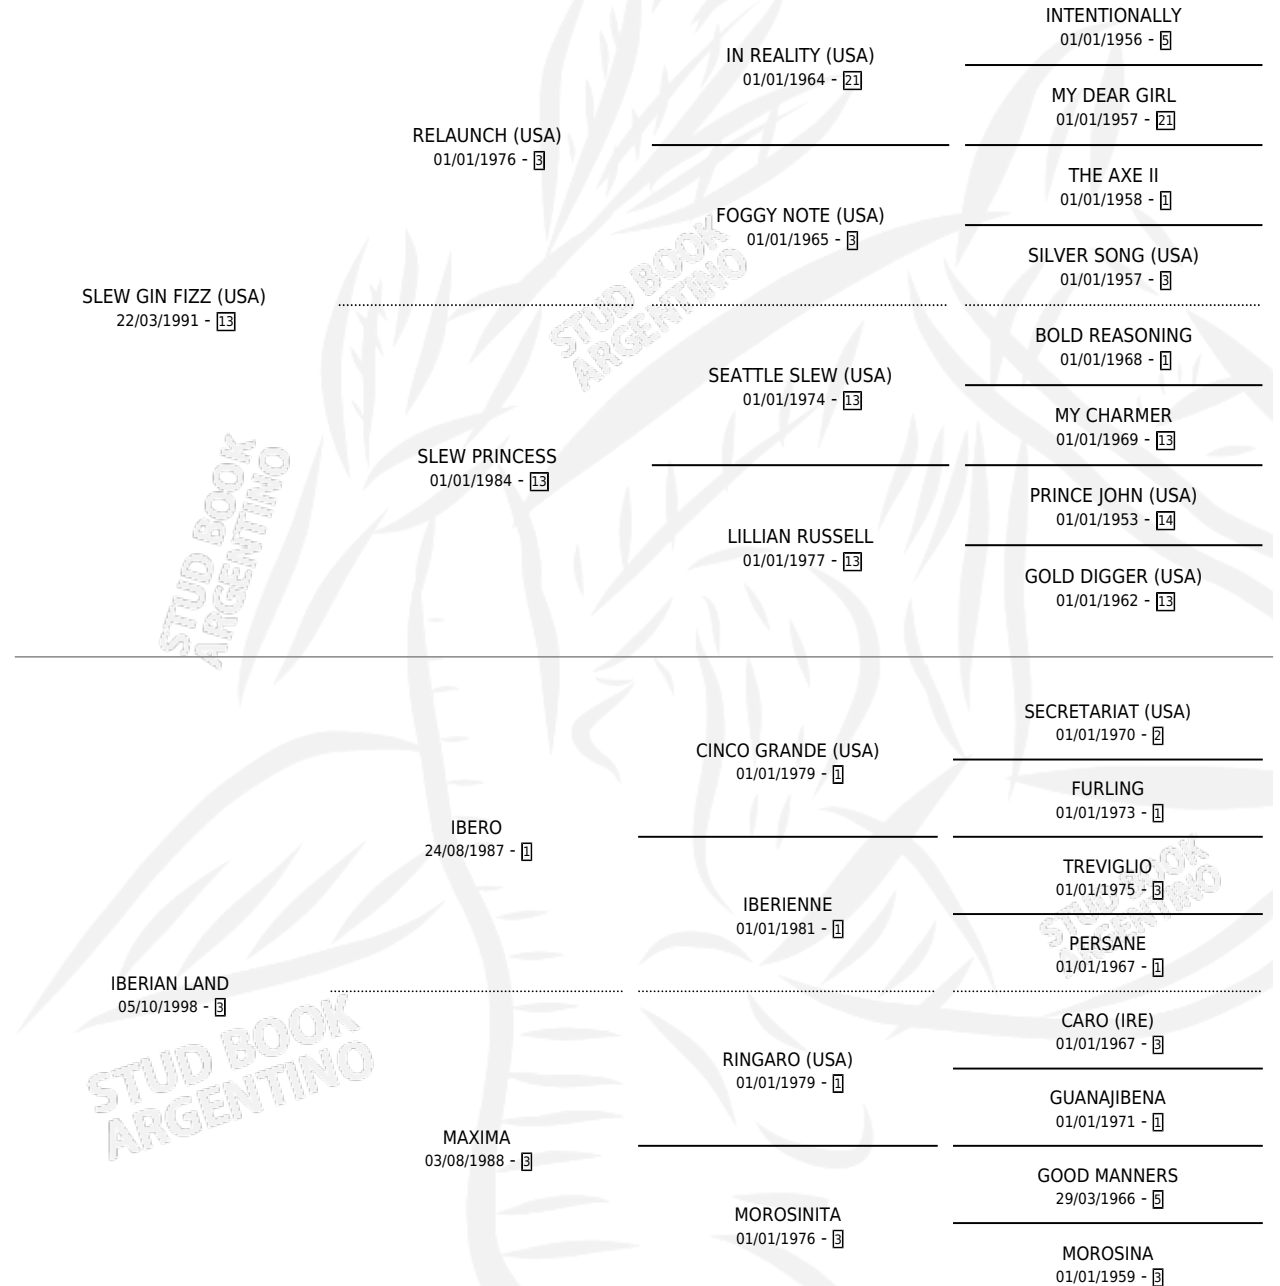 INTENTIONALLY
01/01/1956 - 5
IN REALITY (USA)
01/01/1964 - 21
MY DEAR GIRL
01/01/1957 - 21
RELAUNCH (USA)
01/01/1976 - 3
THE AXE II
01/01/1958 - 1
FOGGY NOTE (USA)
01/01/1965 - 3
SILVER SONG (USA)
01/01/1957 - 3
SLEW GIN FIZZ (USA)
22/03/1991 - 13
BOLD REASONING
01/01/1968 - 1
SEATTLE SLEW (USA)
01/01/1974 - 13
MY CHARMER
01/01/1969 - 13
SLEW PRINCESS
01/01/1984 - 13
PRINCE JOHN (USA)
01/01/1953 - 14
LILLIAN RUSSELL
01/01/1977 - 13
GOLD DIGGER (USA)
01/01/1962 - 13
SECRETARIAT (USA)
01/01/1970 - 2
CINCO GRANDE (USA)
01/01/1979 - 1
FURLING
01/01/1973 - 1
IBERO
24/08/1987 - 1
TREVIGLIO
01/01/1975 - 3
IBERIENNE
01/01/1981 - 1
PERSANE
01/01/1967 - 1
IBERIAN LAND
05/10/1998 - 3
CARO (IRE)
01/01/1967 - 3
RINGARO (USA)
01/01/1979 - 1
GUANAJIBENA
01/01/1971 - 1
MAXIMA
03/08/1988 - 3
GOOD MANNERS
29/03/1966 - 5
MOROSINITA
01/01/1976 - 3
MOROSINA
01/01/1959 - 3
STUD BOOK
ARGENTINO
STUD BOOK
ARGENTINO
STUD BOOK
ARGENTINO
STUD BOOK
ARGENTINO